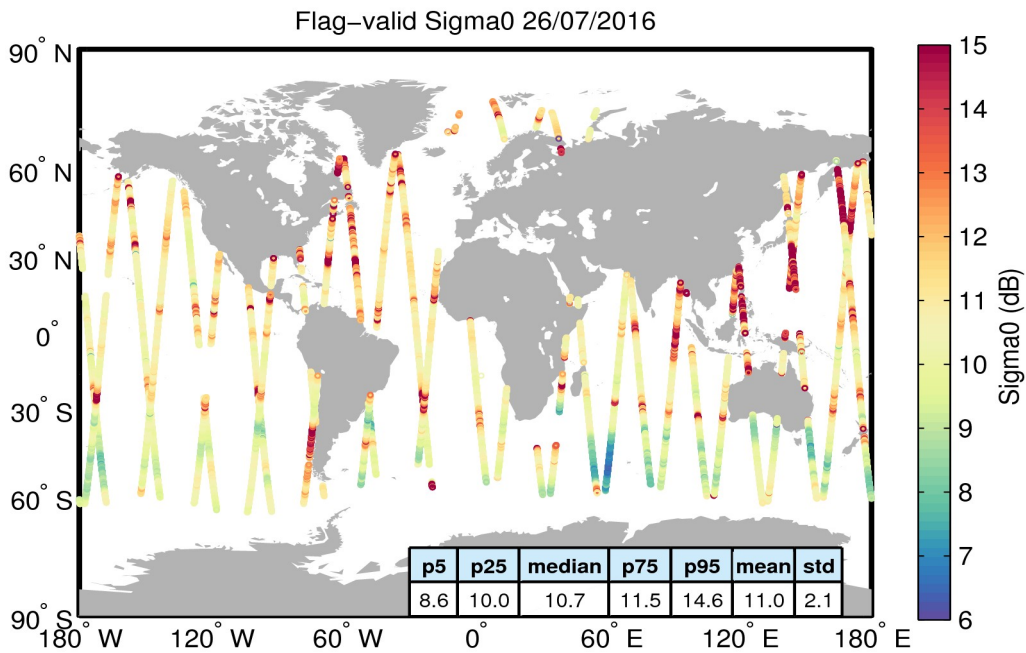 Flag−valid Sigma0 26/07/2016
90° N
60° N
30° N
0°
30° S
60° S
90° S
180° W
120° W
60° W
0°
60° E
120° E
180° E
p5 p25 median p75 p95 mean std
8.6 10.0 10.7 11.5 14.6 11.0 2.1
15
14
13
12
11
10
9
8
7
6
Sigma0 (dB)